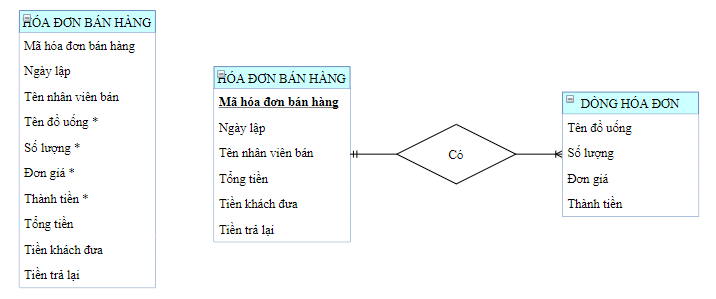 HÓA ĐƠN BÁN HÀNG
Mã hóa đơn bán hàng
Ngày lập
Tên nhân viên bán
Tên đồ uống *
Số lượng *
Đơn giá *
Thành tiền *
Tổng tiền
Tiền khách đưa
Tiền trả lại
HÓA ĐƠN BÁN HÀNG
Mã hóa đơn bán hàng
Ngày lập
Tên nhân viên bán
Tổng tiền
Tiền khách đưa
Tiền trả lại
Có
DÒNG HÓA ĐƠN
Tên đồ uống
Số lượng
Đơn giá
Thành tiền